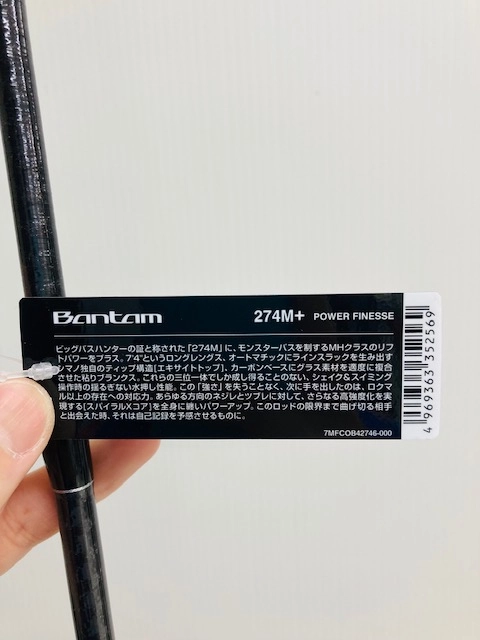 Bantam
274M+ POWER FINESSE
ビッグバスハンターの証と称された「274M」に、モンスターバスを制するMHクラスのリフ
トパワーをプラス。7'4"というロングレングス、オートマチックにラインスラックを生み出す
マノ独自のティップ構造[エキサイトトップ]、カーボンベースにグラス素材を適度に複合
させた粘りブランクス。これらの三位一体でしか成し得ることのない、シェイク&スイミング
操作時の揺るぎない水押し性能。この「強さ」を失うことなく、次に手を出したのは、ロクマ
ル以上の存在への対応力。あらゆる方向のネジレとツブレに対して、さらなる高強度化を実
現する[スパイラルXコア]を全身に纏いパワーアップ。このロッドの限界まで曲げ切る相手
と出会えた時、それは自己記録を予感させるものに。
7MFCOB42746-000
4 969363 352569